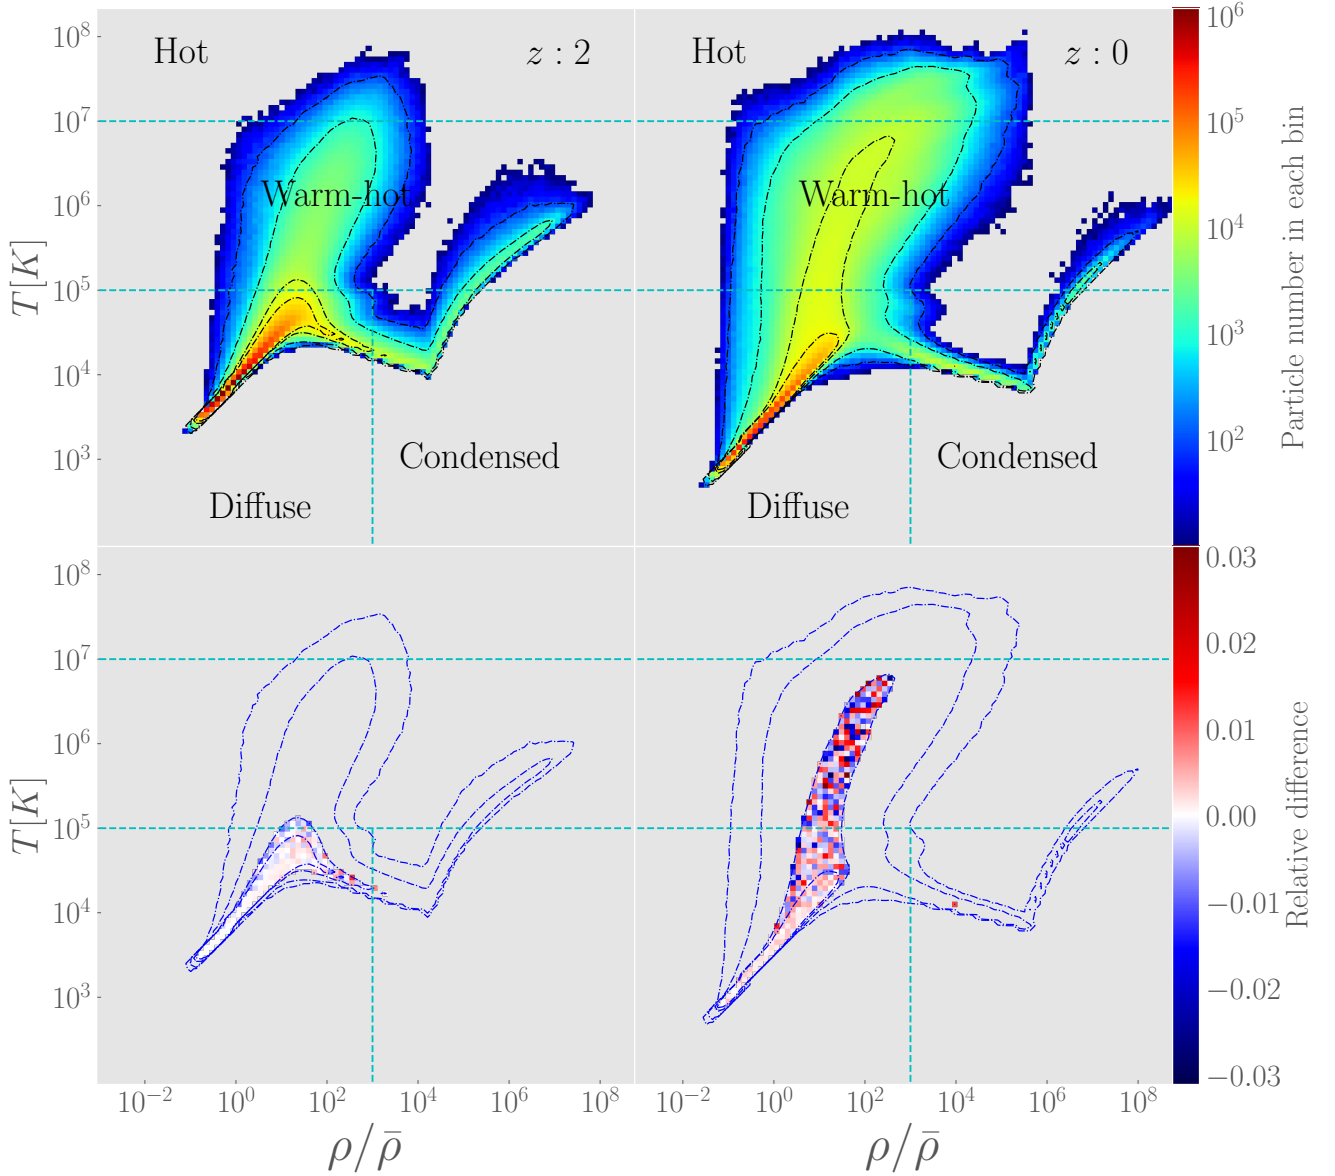 Hot
z : 2
Hot
z : 0
Warm-hot
Warm-hot
Condensed
Condensed
Diffuse
Diffuse
10^8
10^7
10^6
10^5
10^4
10^3
T[K]
10^6
10^5
10^4
10^3
10^2
Particle number in each bin
10^8
10^7
10^6
10^5
10^4
10^3
T[K]
0.03
0.02
0.01
0.00
−0.01
−0.02
−0.03
Relative difference
10^−2 10^0 10^2 10^4 10^6 10^8
10^−2 10^0 10^2 10^4 10^6 10^8
ρ/ρ̄
ρ/ρ̄